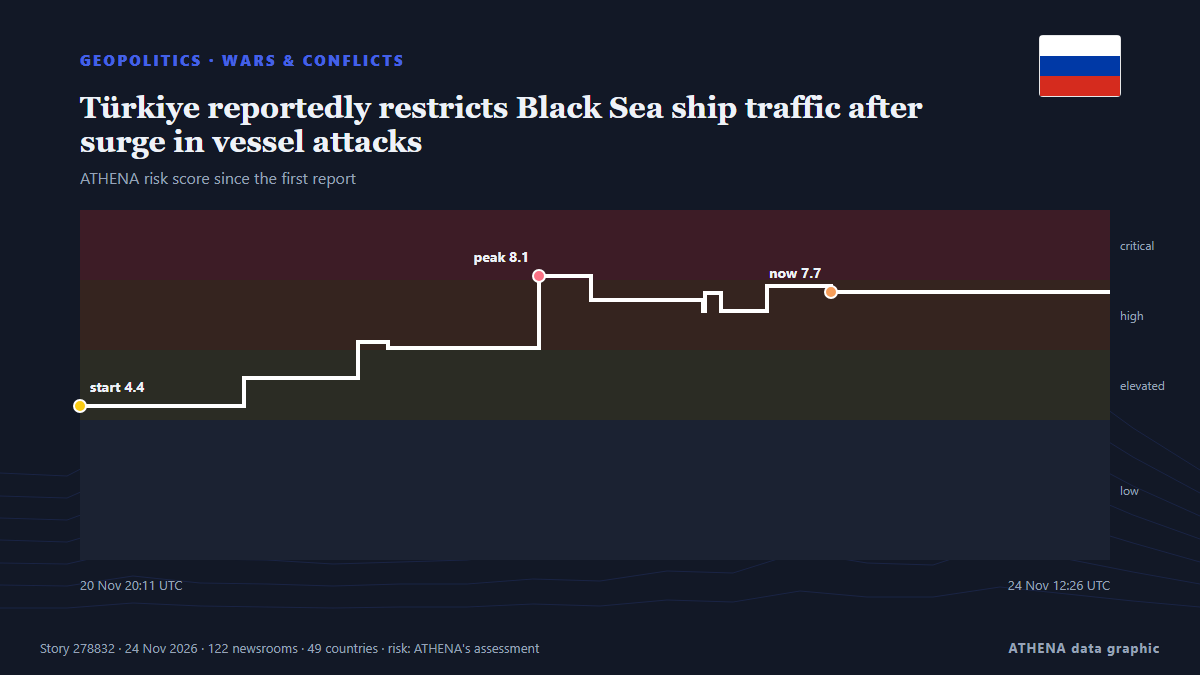 GEOPOLITICS · WARS & CONFLICTS
Türkiye reportedly restricts Black Sea ship traffic after
surge in vessel attacks
ATHENA risk score since the first report
critical
peak 8.1
now 7.7
high
elevated
start 4.4
low
20 Nov 20:11 UTC
24 Nov 12:26 UTC
Story 278832 · 24 Nov 2026 · 122 newsrooms · 49 countries · risk: ATHENA's assessment
ATHENA data graphic